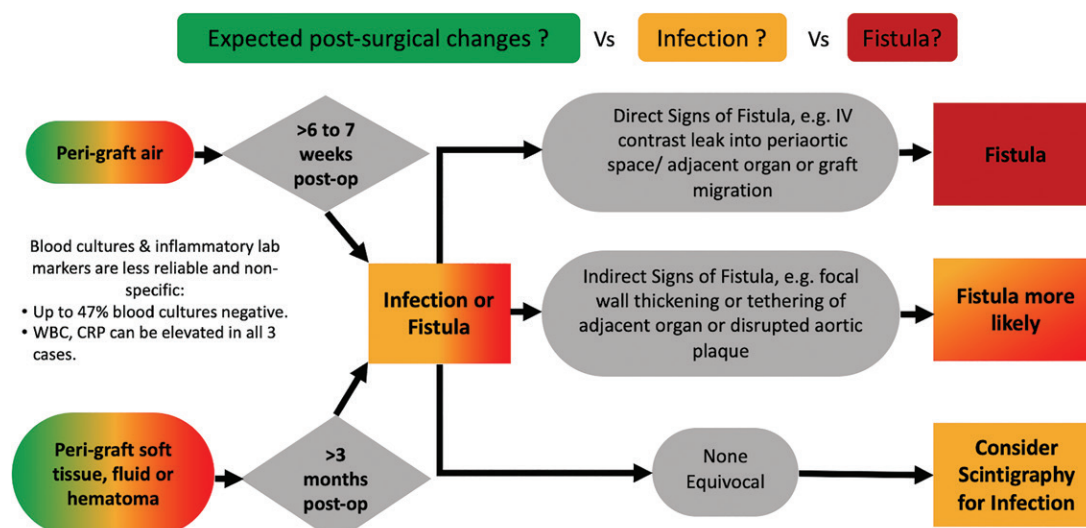 Expected post-surgical changes ?
Vs
Infection ?
Vs
Fistula?
Peri-graft air
>6 to 7
weeks
post-op
Direct Signs of Fistula, e.g. IV
contrast leak into periaortic
space/ adjacent organ or graft
migration
Fistula
Blood cultures & inflammatory lab
markers are less reliable and non-
specific:
• Up to 47% blood cultures negative.
• WBC, CRP can be elevated in all 3
cases.
Infection or
Fistula
Indirect Signs of Fistula, e.g. focal
wall thickening or tethering of
adjacent organ or disrupted aortic
plaque
Fistula more
likely
Peri-graft soft
tissue, fluid or
hematoma
>3
months
post-op
None
Equivocal
Consider
Scintigraphy
for Infection